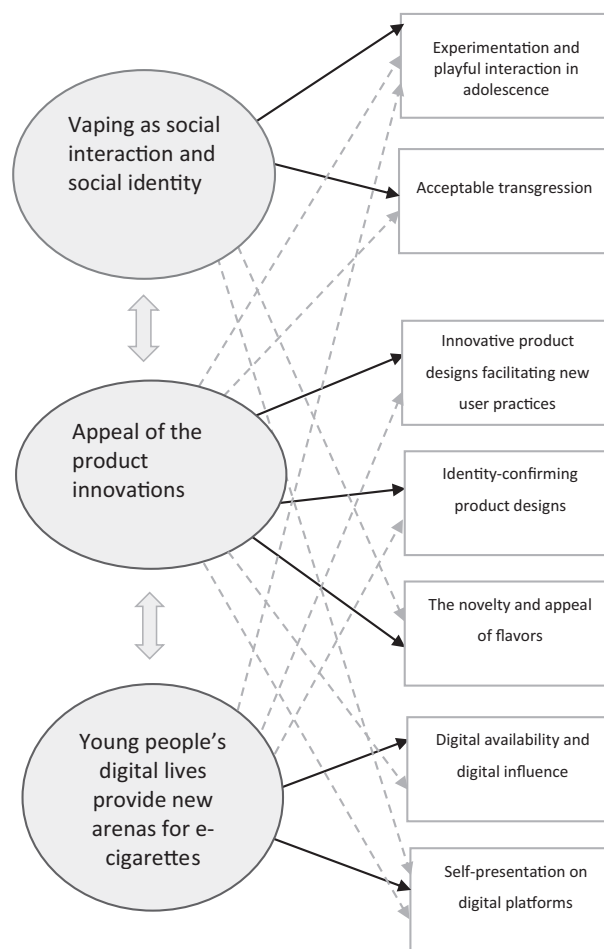 Vaping as social
interaction and
social identity
Experimentation and
playful interaction in
adolescence
Acceptable transgression
Appeal of the
product
innovations
Innovative product
designs facilitating new
user practices
Identity-confirming
product designs
The novelty and appeal
of flavors
Young people's
digital lives
provide new
arenas for e-
cigarettes
Digital availability and
digital influence
Self-presentation on
digital platforms